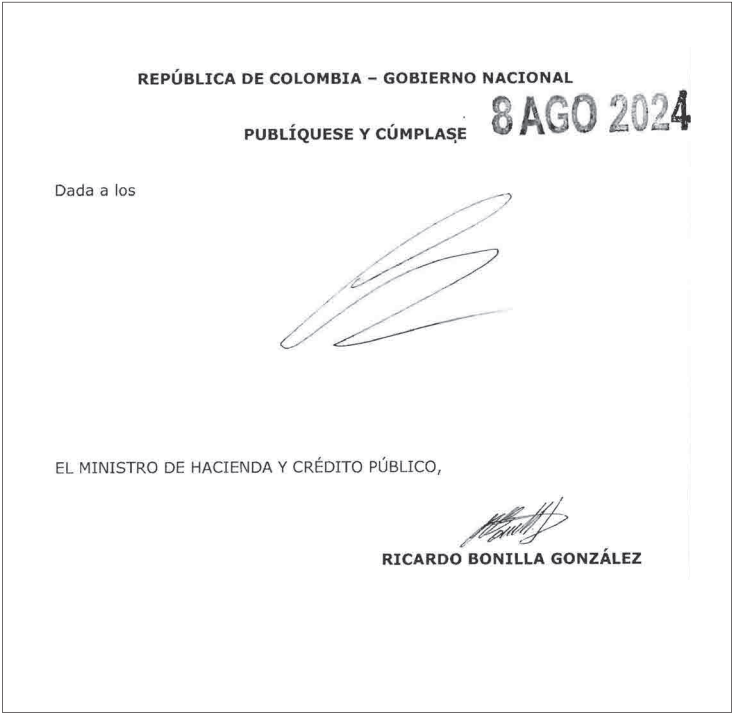 REPÚBLICA DE COLOMBIA – GOBIERNO NACIONAL
8 AGO 2024
PUBLÍQUESE Y CÚMPLASE
Dada a los
EL MINISTRO DE HACIENDA Y CRÉDITO PÚBLICO,
RICARDO BONILLA GONZÁLEZ